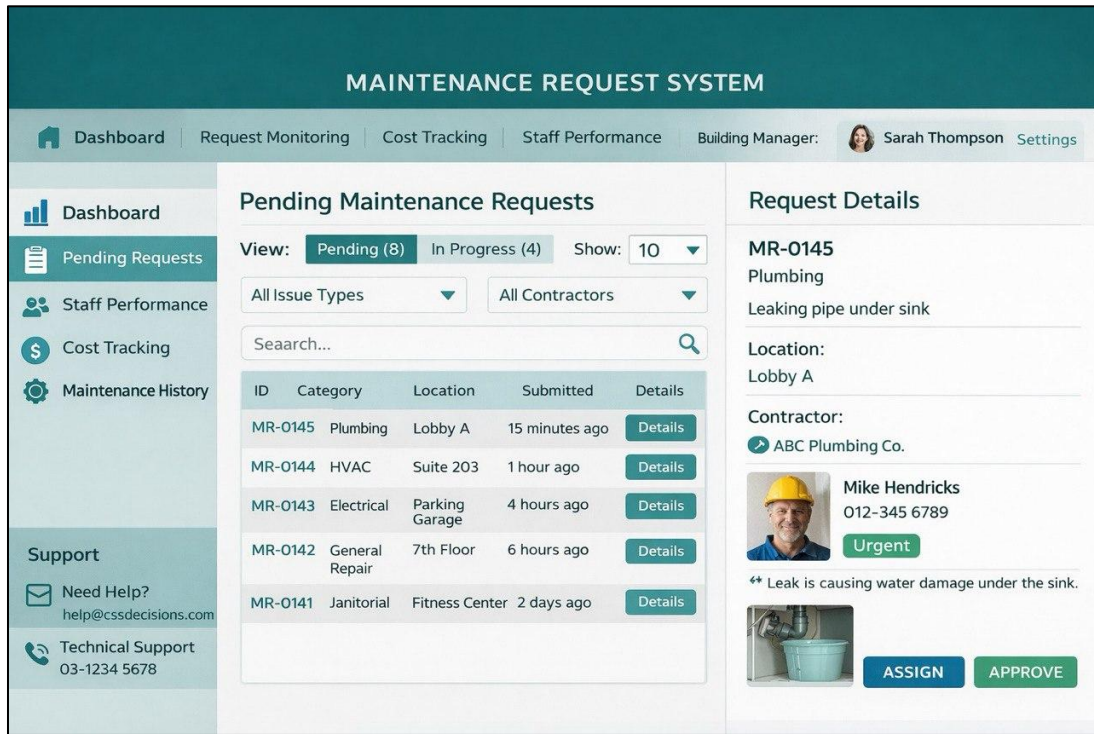 MAINTENANCE REQUEST SYSTEM
Dashboard Request Monitoring Cost Tracking Staff Performance Building Manager: Sarah Thompson Settings
Dashboard
Pending Requests
Staff Performance
Cost Tracking
Maintenance History
Support
Need Help?
help@cssdecisions.com
Technical Support
03-1234 5678
Pending Maintenance Requests
View: Pending (8) In Progress (4) Show: 10
All Issue Types All Contractors
Seaarch...
ID Category Location Submitted Details
MR-0145 Plumbing Lobby A 15 minutes ago Details
MR-0144 HVAC Suite 203 1 hour ago Details
MR-0143 Electrical Parking Garage 4 hours ago Details
MR-0142 General Repair 7th Floor 6 hours ago Details
MR-0141 Janitorial Fitness Center 2 days ago Details
Request Details
MR-0145
Plumbing
Leaking pipe under sink
Location:
Lobby A
Contractor:
ABC Plumbing Co.
Mike Hendricks
012-345 6789
Urgent
Leak is causing water damage under the sink.
ASSIGN APPROVE